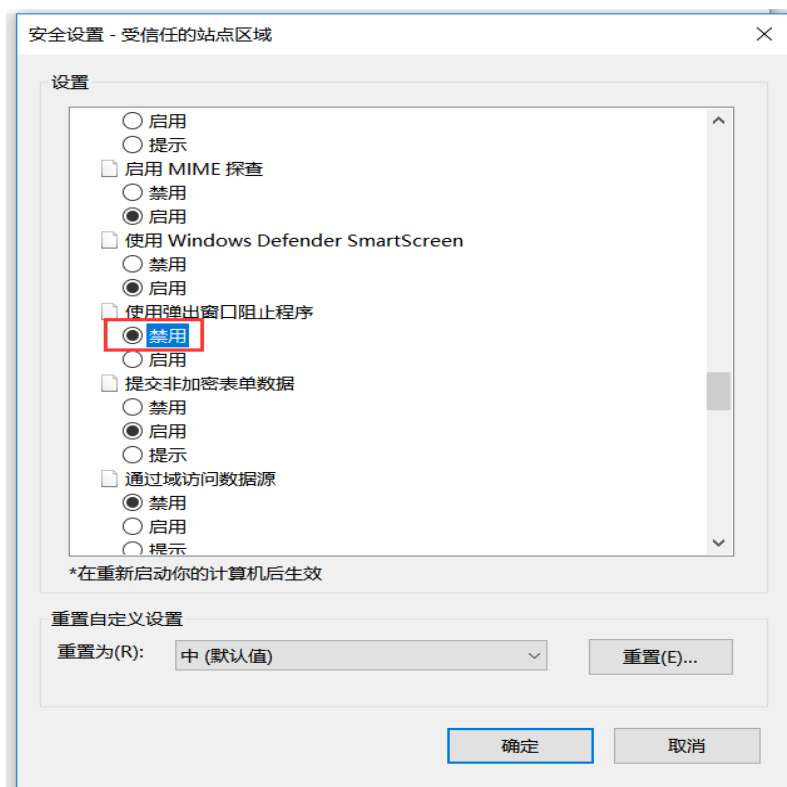 安全设置 - 受信任的站点区域
设置
启用
提示
启用 MIME 探查
禁用
启用
使用 Windows Defender SmartScreen
禁用
启用
使用弹出窗口阻止程序
禁用
启用
提交非加密表单数据
禁用
启用
提示
通过域访问数据源
禁用
启用
提示
*在重新启动你的计算机后生效
重置自定义设置
重置为(R): 中 (默认值) 重置(E)...
确定 取消